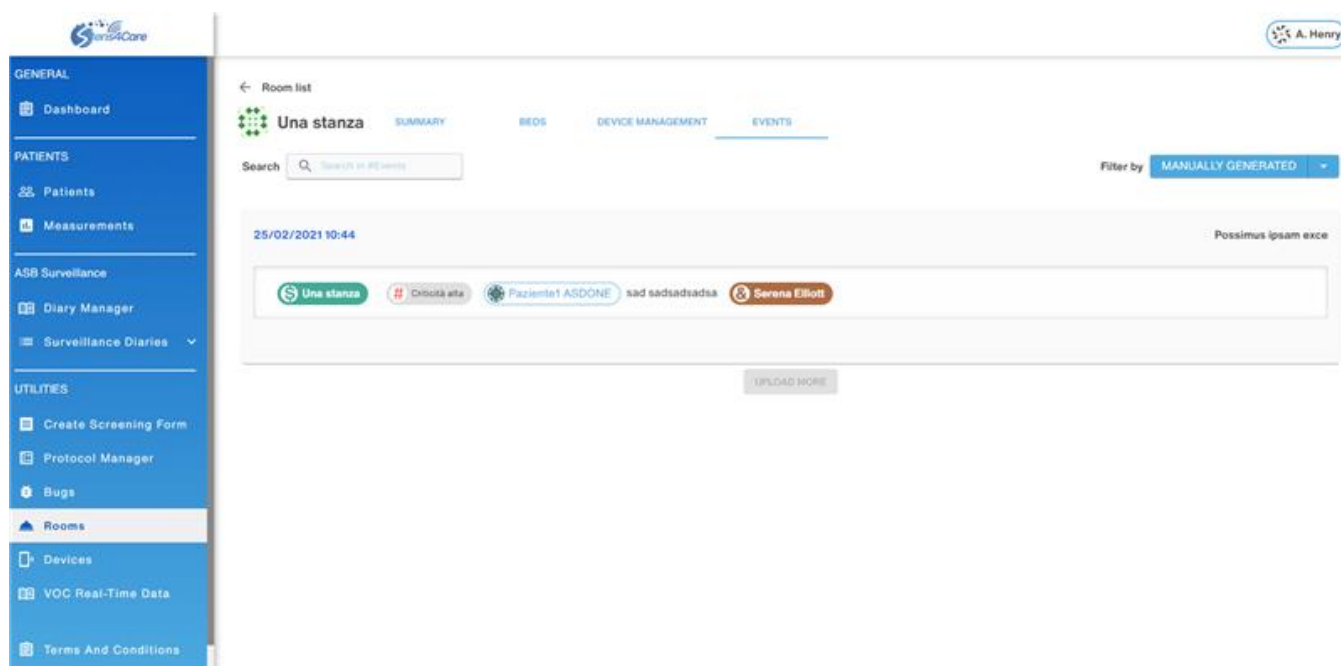 Sens4Care
A. Henry
GENERAL
Dashboard
PATIENTS
Patients
Measurements
ASB Surveillance
Diary Manager
Surveillance Diaries
UTILITIES
Create Screening Form
Protocol Manager
Bugs
Rooms
Devices
VOC Real-Time Data
Terms And Conditions
← Room list
Una stanza SUMMARY BEDS DEVICE MANAGEMENT EVENTS
Search Search in #Events Filter by MANUALLY GENERATED
25/02/2021 10:44 Possimus ipsam exce
$ Una stanza # Criticità alta Paziente1 ASDONE sad sadsadsadsa & Serena Elliott
UPLOAD MORE